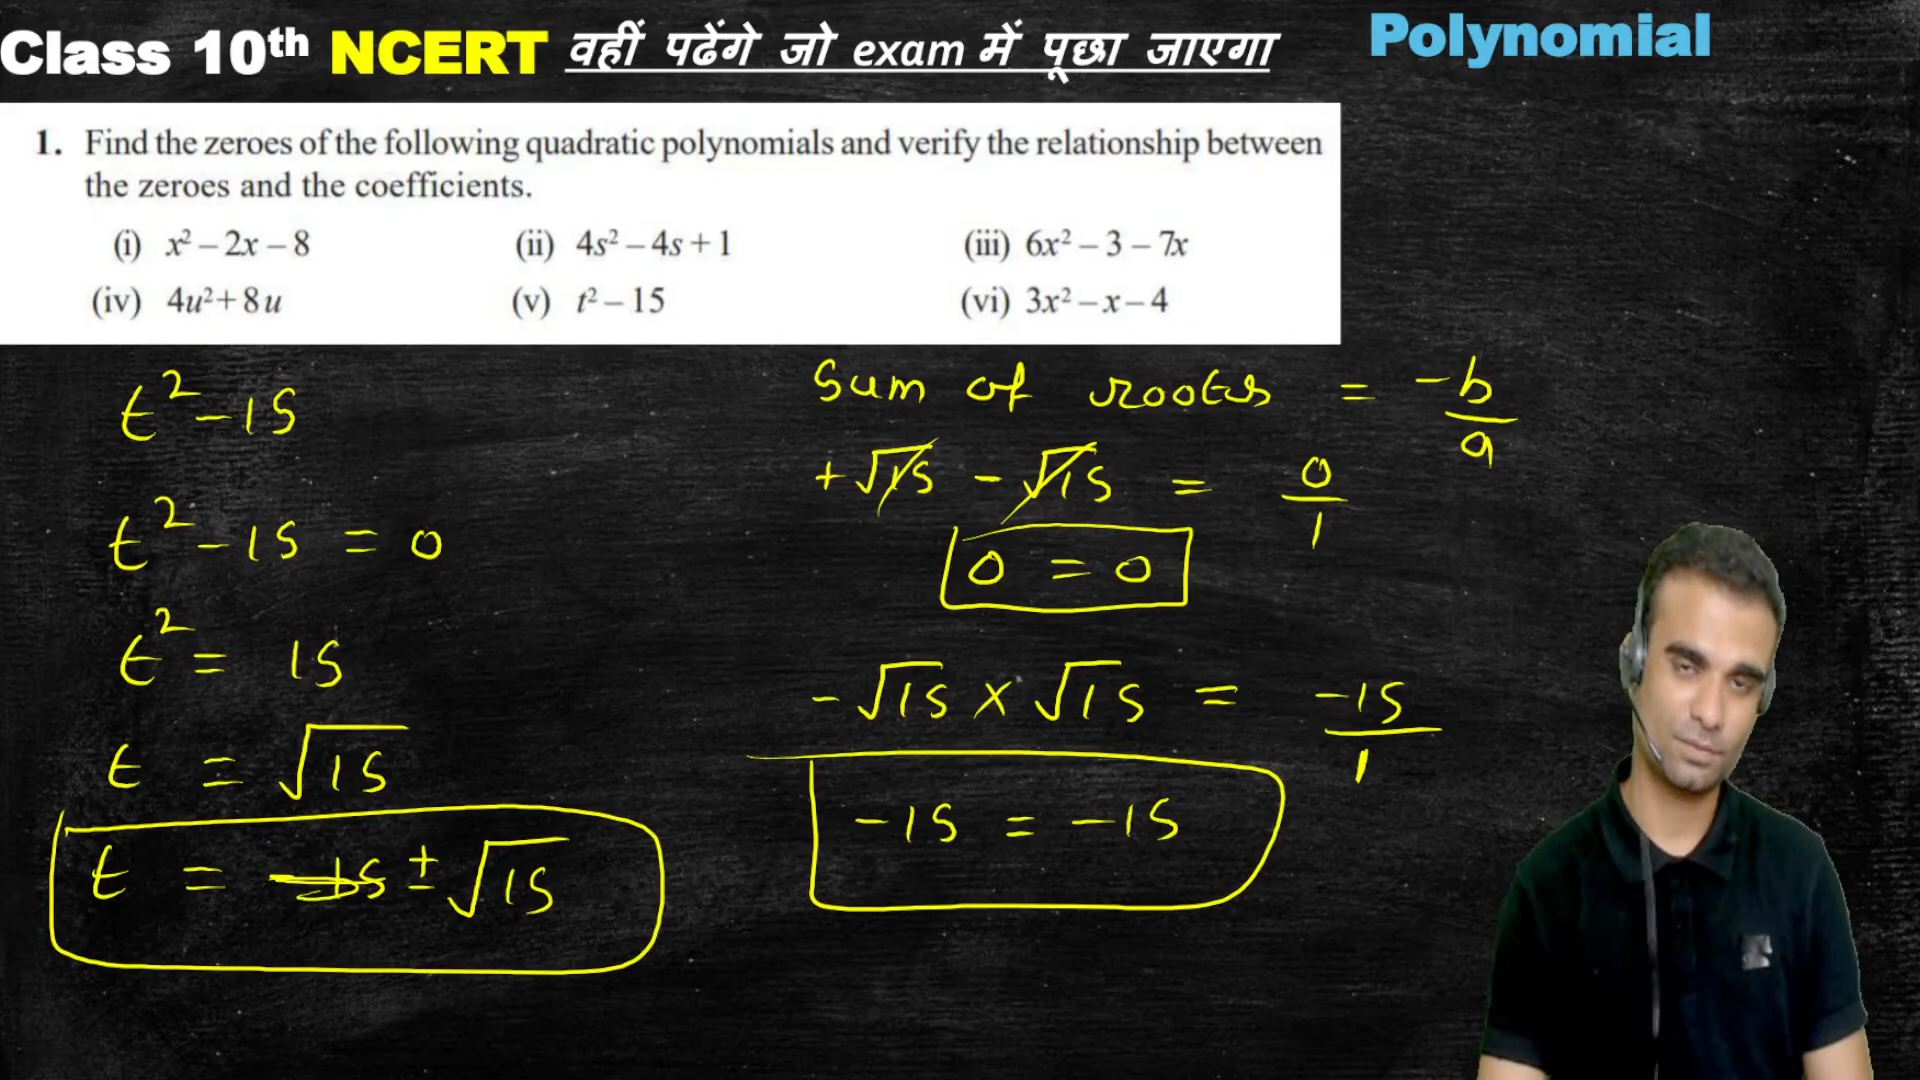 Class 10th NCERT वहीं पढेंगे जो exam में पूछा जाएगा
Polynomial
1. Find the zeroes of the following quadratic polynomials and verify the relationship between
the zeroes and the coefficients.
(i) x² – 2x – 8 (ii) 4s² – 4s + 1 (iii) 6x² – 3 – 7x
(iv) 4u² + 8u (v) t² – 15 (vi) 3x² – x – 4
t² – 15
t² – 15 = 0
t² = 15
t = √15
t = ± √15
Sum of roots = -b/a
+√15 - √15 = 0/1
0 = 0
-√15 × √15 = -15/1
-15 = -15